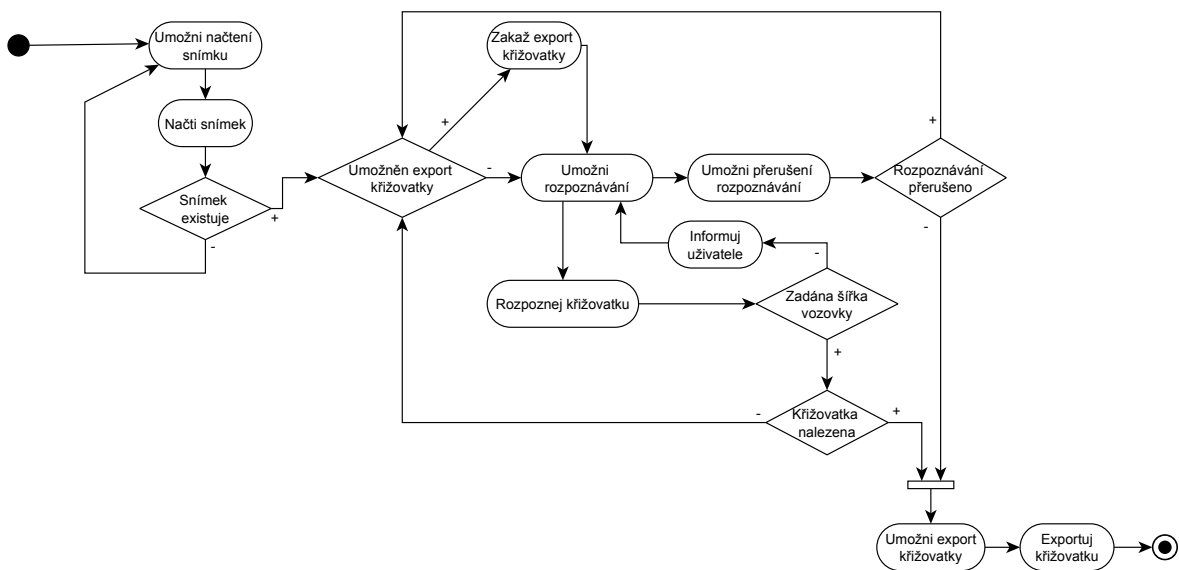 Umožni načtení
snímku
Načti snímek
Snímek
existuje
+
-
Umožněn export
křižovatky
+
-
Zakaž export
křižovatky
Umožni
rozpoznávání
Umožni přerušení
rozpoznávání
Rozpoznávání
přerušeno
+
-
Informuj
uživatele
Rozpoznej křižovatku
Zadána šířka
vozovky
-
+
Křižovatka
nalezena
-
+
Umožni export
křižovatky
Exportuj
křižovatku